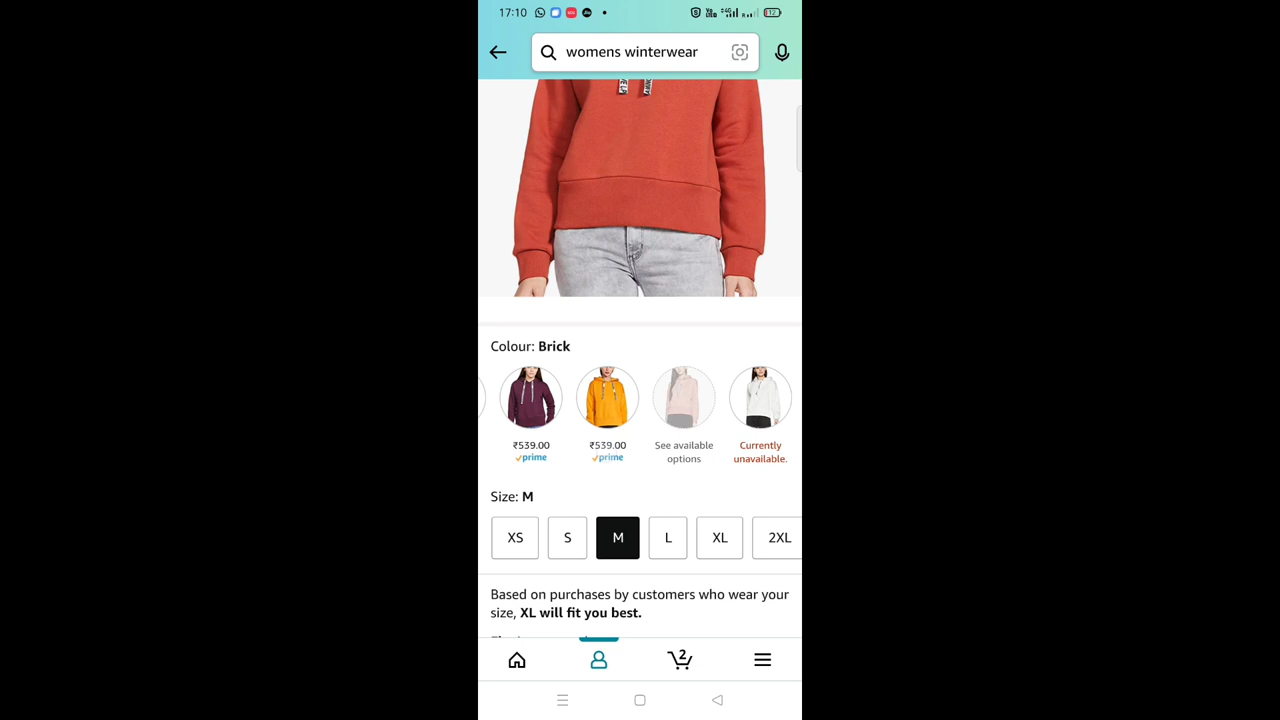 17:10
womens winterwear
Colour: Brick
₹539.00
prime
₹539.00
prime
See available
options
Currently
unavailable.
Size: M
XS S M L XL 2XL
Based on purchases by customers who wear your
size, XL will fit you best.
2